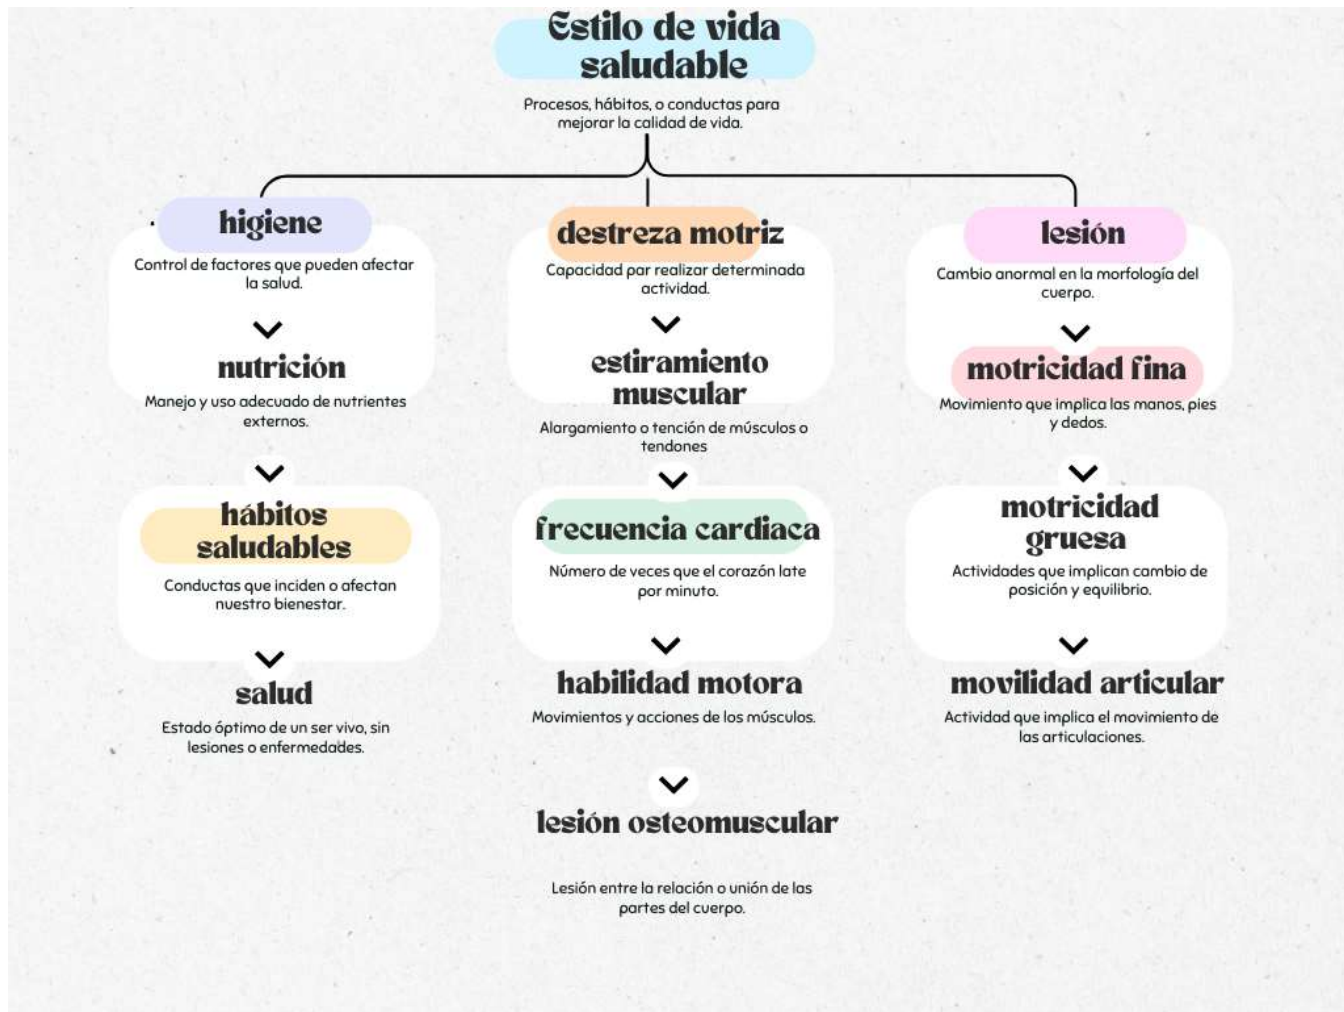 Estilo de vida
saludable
Procesos, hábitos, o conductas para
mejorar la calidad de vida.
higiene
Control de factores que pueden afectar
la salud.
nutrición
Manejo y uso adecuado de nutrientes
externos.
hábitos
saludables
Conductas que inciden o afectan
nuestro bienestar.
salud
Estado óptimo de un ser vivo, sin
lesiones o enfermedades.
destreza motriz
Capacidad par realizar determinada
actividad.
estiramiento
muscular
Alargamiento o tención de músculos o
tendones
frecuencia cardiaca
Número de veces que el corazón late
por minuto.
habilidad motora
Movimientos y acciones de los músculos.
lesión osteomuscular
Lesión entre la relación o unión de las
partes del cuerpo.
lesión
Cambio anormal en la morfología del
cuerpo.
motricidad fina
Movimiento que implica las manos, pies
y dedos.
motricidad
gruesa
Actividades que implican cambio de
posición y equilibrio.
movilidad articular
Actividad que implica el movimiento de
las articulaciones.